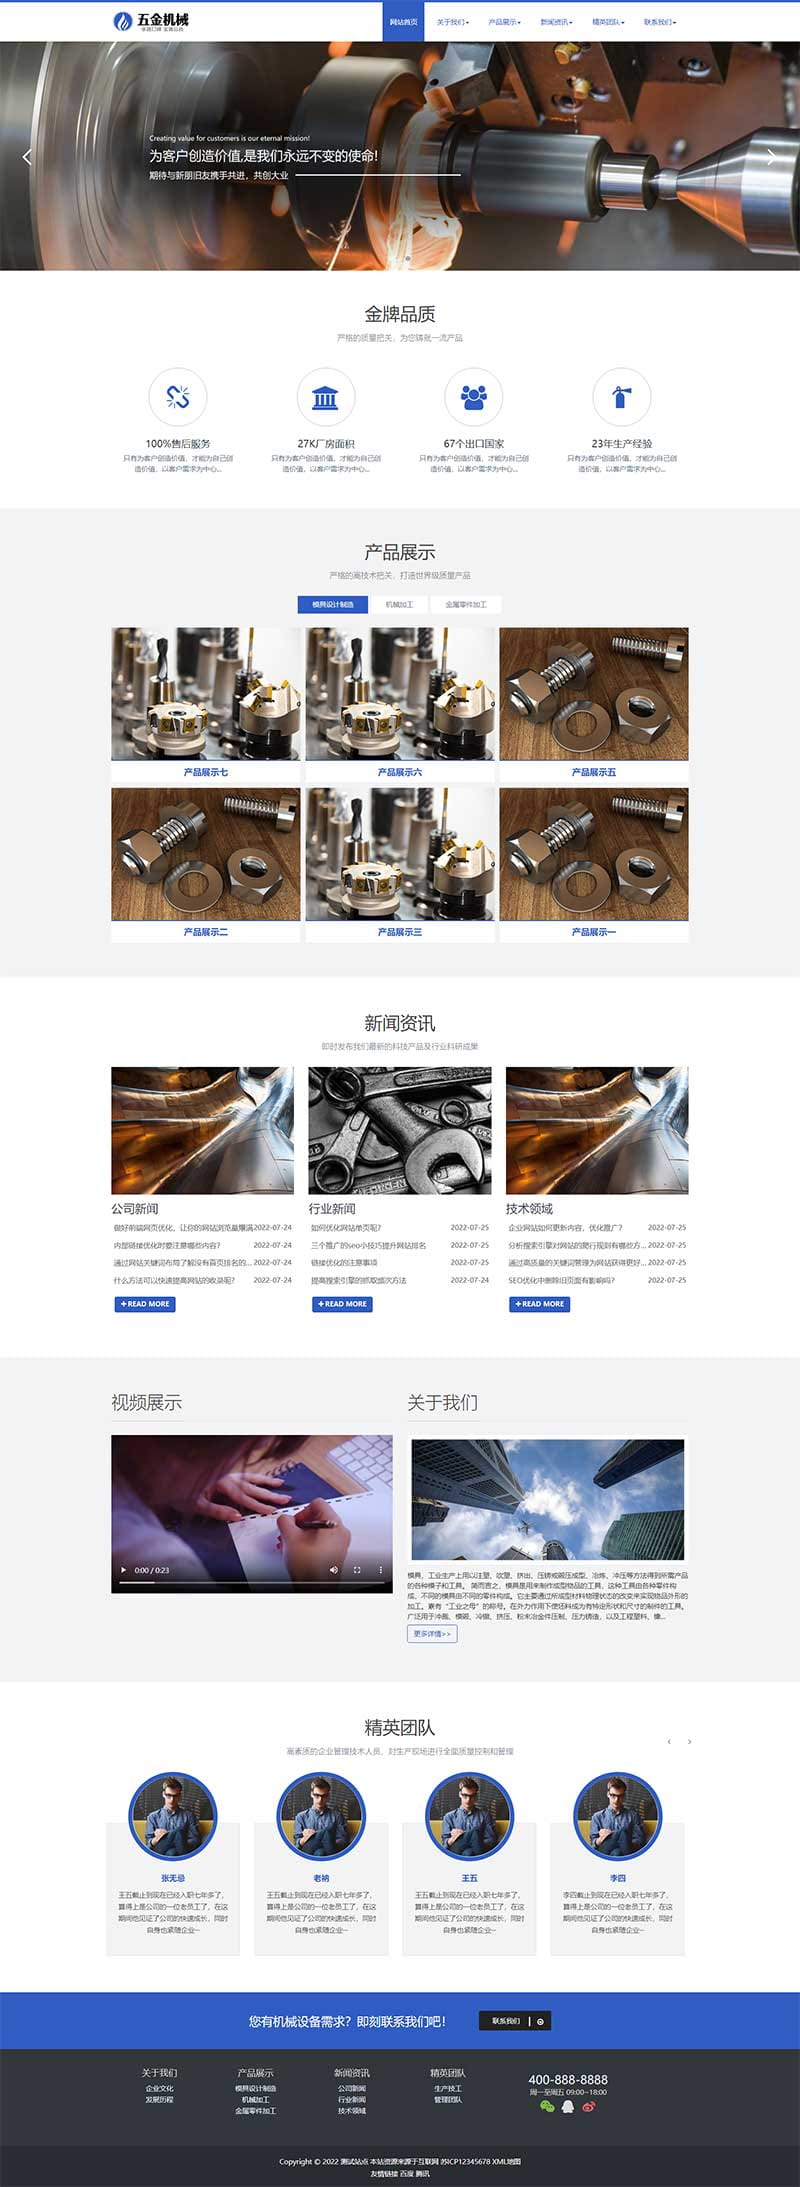 五金机械
网站首页 关于我们 产品展示 新闻资讯 精英团队 联系我们
Creating value for customers is our eternal mission!
为客户创造价值,是我们永远不变的使命!
期待与新朋旧友携手共进，共创大业
金牌品质
严格的质量把关，为您铸就一流产品
100%售后服务 27K厂房面积 67个出口国家 23年生产经验
只有为客户创造价值，才能为自己创 只有为客户创造价值，才能为自己创 只有为客户创造价值，才能为自己创 只有为客户创造价值，才能为自己创
造价值，以客户需求为中心... 造价值，以客户需求为中心... 造价值，以客户需求为中心... 造价值，以客户需求为中心...
产品展示
严格的高技术把关，打造世界级质量产品
模具设计制造 机械加工 金属零件加工
产品展示七 产品展示六 产品展示五
产品展示二 产品展示三 产品展示一
新闻资讯
即时发布我们最新的科技产品及行业科研成果
公司新闻 行业新闻 技术领域
做好前端网页优化，让你的网站浏览量爆满 2022-07-24 如何优化网站单页呢？ 2022-07-25 企业网站如何更新内容，优化推广？ 2022-07-25
内部链接优化时要注意哪些内容？ 2022-07-24 三个推广的seo小技巧提升网站排名 2022-07-25 分析搜索引擎对网站的爬行规则有哪些方... 2022-07-25
通过网站关键词布局了解没有首页排名的... 2022-07-24 链接优化的注意事项 2022-07-25 通过高质量的关键词管理为网站获得更好... 2022-07-25
什么方法可以快速提高网站的收录呢？ 2022-07-24 提高搜索引擎的抓取频次方法 2022-07-24 SEO优化中删除旧页面有影响吗？ 2022-07-25
+READ MORE +READ MORE +READ MORE
视频展示 关于我们
0:00 / 0:23
模具，工业生产上用以注塑、吹塑、挤出、压铸或锻压成型、冶炼、冲压等方法得到所需产品
的各种模子和工具。 简而言之，模具是用来制作成型物品的工具，这种工具由各种零件构
成，不同的模具由不同的零件构成。它主要通过所成型材料物理状态的改变来实现物品外形的
加工。素有“工业之母”的称号。在外力作用下使坯料成为有特定形状和尺寸的制件的工具。
广泛用于冲裁、模锻、冷镦、挤压、粉末冶金件压制、压力铸造，以及工程塑料、橡...
更多详情>>
精英团队
高素质的企业管理技术人员，对生产现场进行全面质量控制和管理
张无忌 老衲 王五 李四
王五截止到现在已经入职七年多了， 王五截止到现在已经入职七年多了， 王五截止到现在已经入职七年多了， 李四截止到现在已经入职七年多了，
算得上是公司的一位老员工了，在这 算得上是公司的一位老员工了，在这 算得上是公司的一位老员工了，在这 算得上是公司的一位老员工了，在这
期间他见证了公司的快速成长，同时 期间他见证了公司的快速成长，同时 期间他见证了公司的快速成长，同时 期间他见证了公司的快速成长，同时
自身也紧随企业··· 自身也紧随企业··· 自身也紧随企业··· 自身也紧随企业···
您有机械设备需求？即刻联系我们吧！ 联系我们
关于我们 产品展示 新闻资讯 精英团队 400-888-8888
企业文化 模具设计制造 公司新闻 生产技工 周一至周五 09:00~18:00
发展历程 机械加工 行业新闻 管理团队
金属零件加工 技术领域
Copyright © 2022 测试站点 本站资源来源于互联网 苏ICP12345678 XML地图
友情链接 百度 腾讯